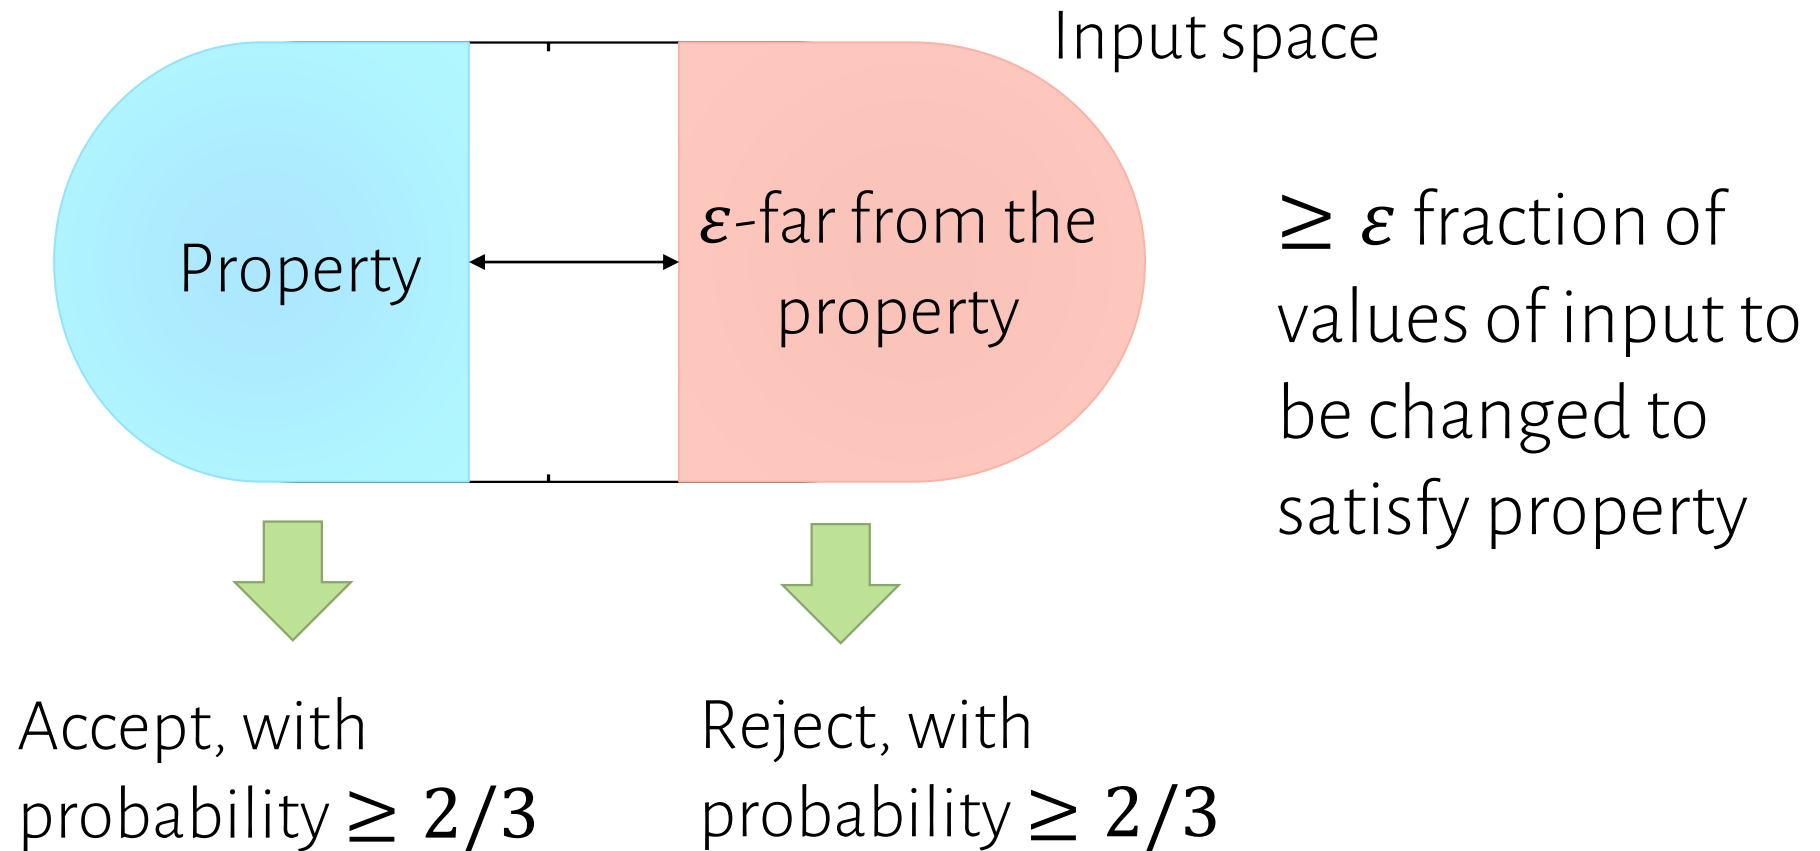 Input space
Property
ε-far from the
property
≥ ε fraction of
values of input to
be changed to
satisfy property
Accept, with
probability ≥ 2/3
Reject, with
probability ≥ 2/3